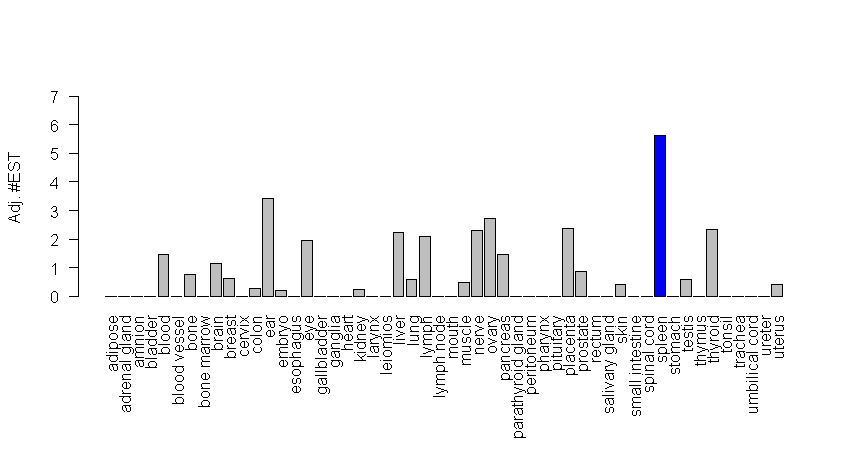 Adj. #EST
7
6
5
4
3
2
1
0
adipose
adrenal gland
amnion
bladder
blood
blood vessel
bone
bone marrow
brain
breast
cervix
colon
ear
embryo
esophagus
eye
gallbladder
ganglia
heart
kidney
larynx
leiomios
liver
lung
lymph
lymph node
mouth
muscle
nerve
ovary
pancreas
parathyroid gland
peritoneum
pharynx
pituitary
placenta
prostate
rectum
salivary gland
skin
small intestine
spinal cord
spleen
stomach
testis
thymus
thyroid
tonsil
trachea
umbilical cord
ureter
uterus